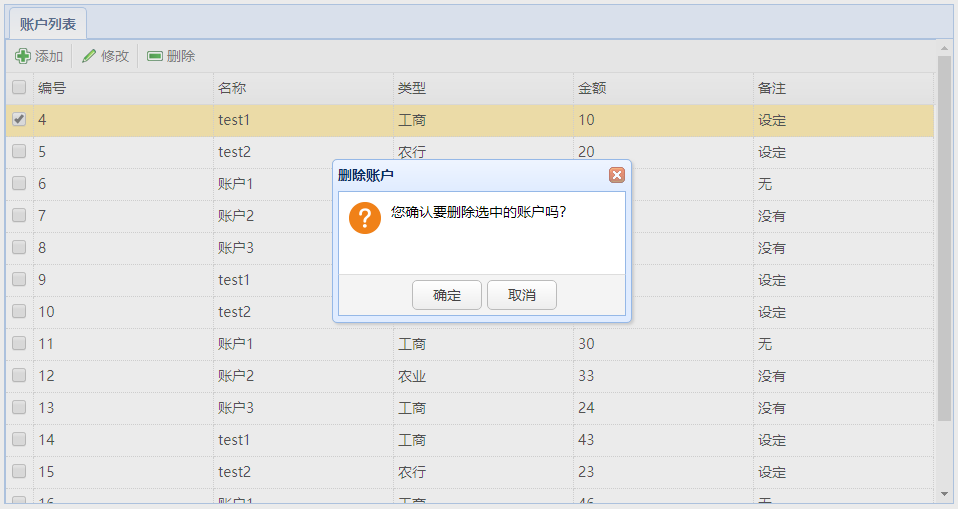 账户列表
添加 修改 删除
编号 名称 类型 金额 备注
4 test1 工商 10 设定
5 test2 农行 20 设定
6 账户1 无
7 账户2 没有
8 账户3 没有
9 test1 设定
10 test2 设定
删除账户
您确认要删除选中的账户吗?
确定 取消
11 账户1 工商 30 无
12 账户2 农业 33 没有
13 账户3 工商 24 没有
14 test1 工商 43 设定
15 test2 农行 23 设定
16 账户1 工商 46 无